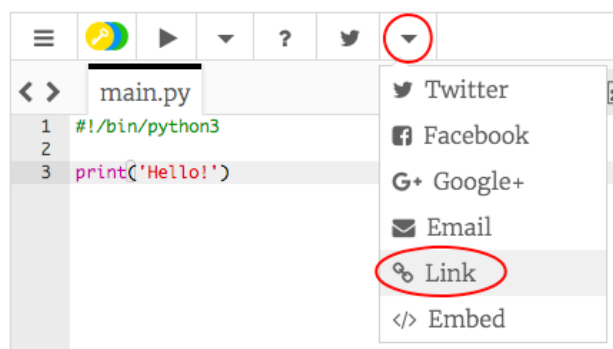 ?
main.py
1 #!/bin/python3
2
3 print('Hello!')
Twitter
Facebook
G+ Google+
Email
Link
</> Embed